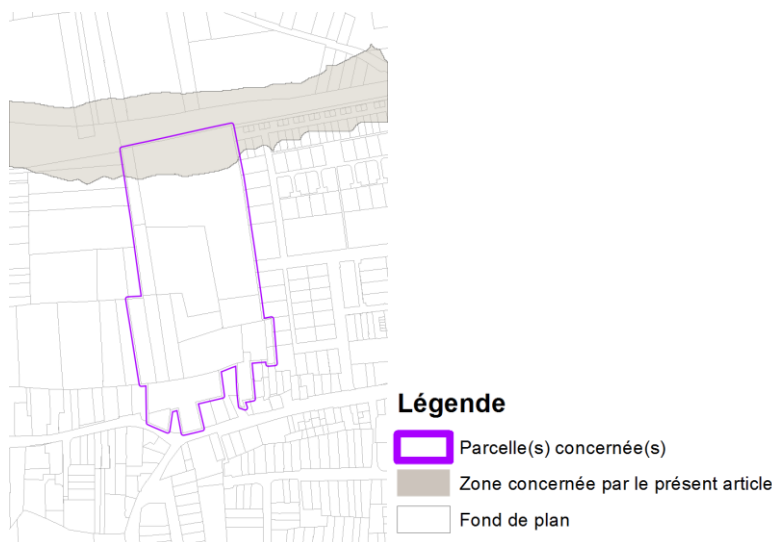 Légende
Parcelle(s) concernée(s)
Zone concernée par le présent article
Fond de plan